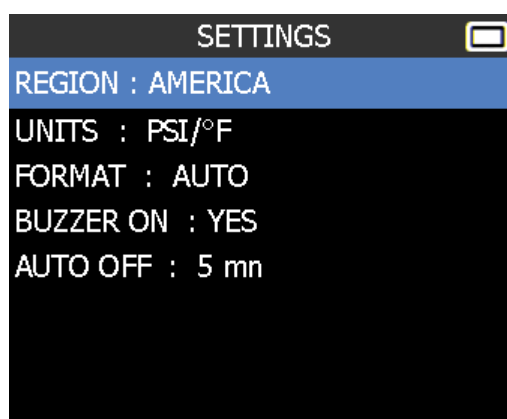 SETTINGS
REGION : AMERICA
UNITS : PSI/°F
FORMAT : AUTO
BUZZER ON : YES
AUTO OFF : 5 mn